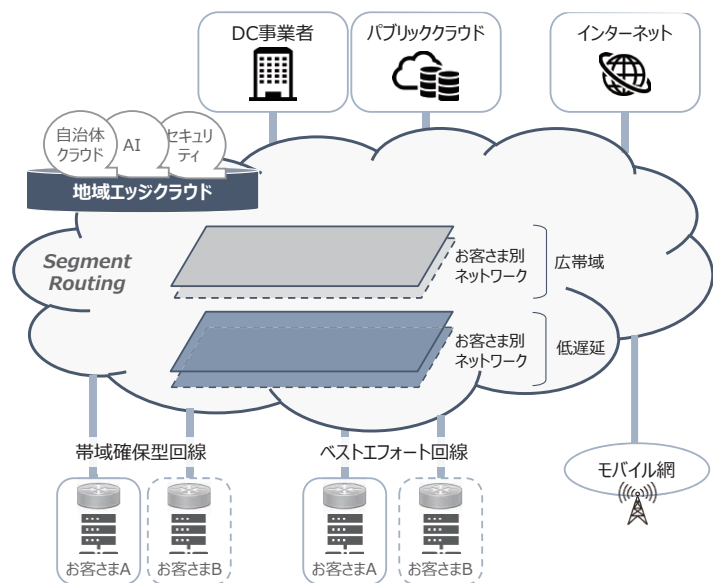 DC事業者
パブリッククラウド
インターネット
自治体
クラウド
AI
セキュリ
ティ
地域エッジクラウド
Segment
Routing
お客さま別
ネットワーク
広帯域
お客さま別
ネットワーク
低遅延
帯域確保型回線
ベストエフォート回線
モバイル網
お客さまA
お客さまB
お客さまA
お客さまB